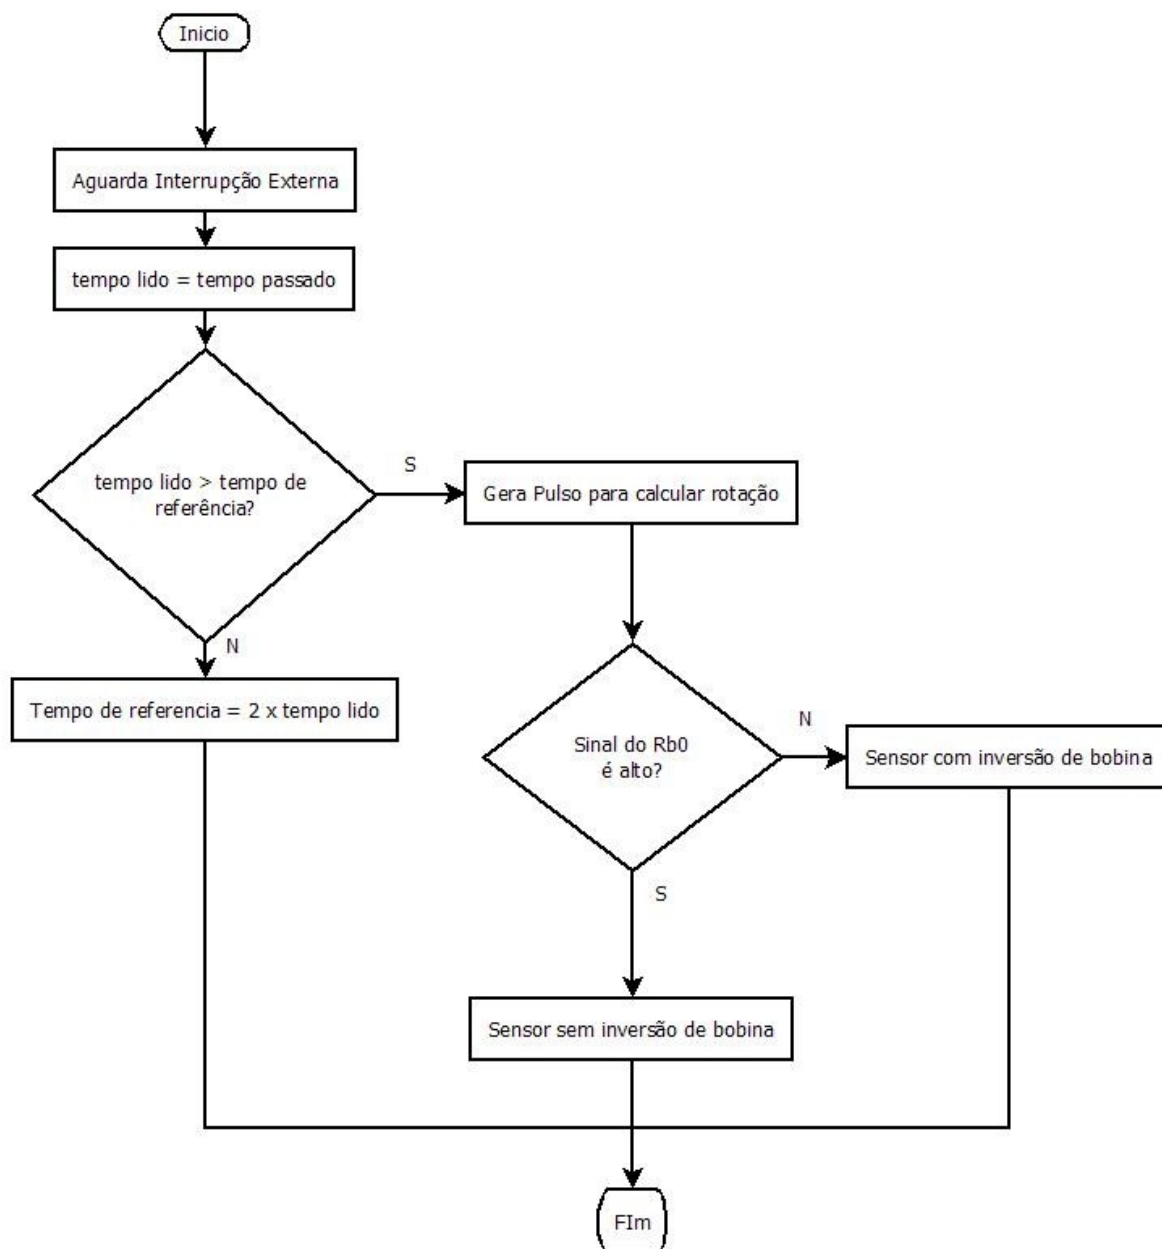 Inicio
Aguarda Interrupção Externa
tempo lido = tempo passado
tempo lido > tempo de
referência?
S
Gera Pulso para calcular rotação
N
Tempo de referencia = 2 x tempo lido
Sinal do Rb0
é alto?
N
Sensor com inversão de bobina
S
Sensor sem inversão de bobina
FIm